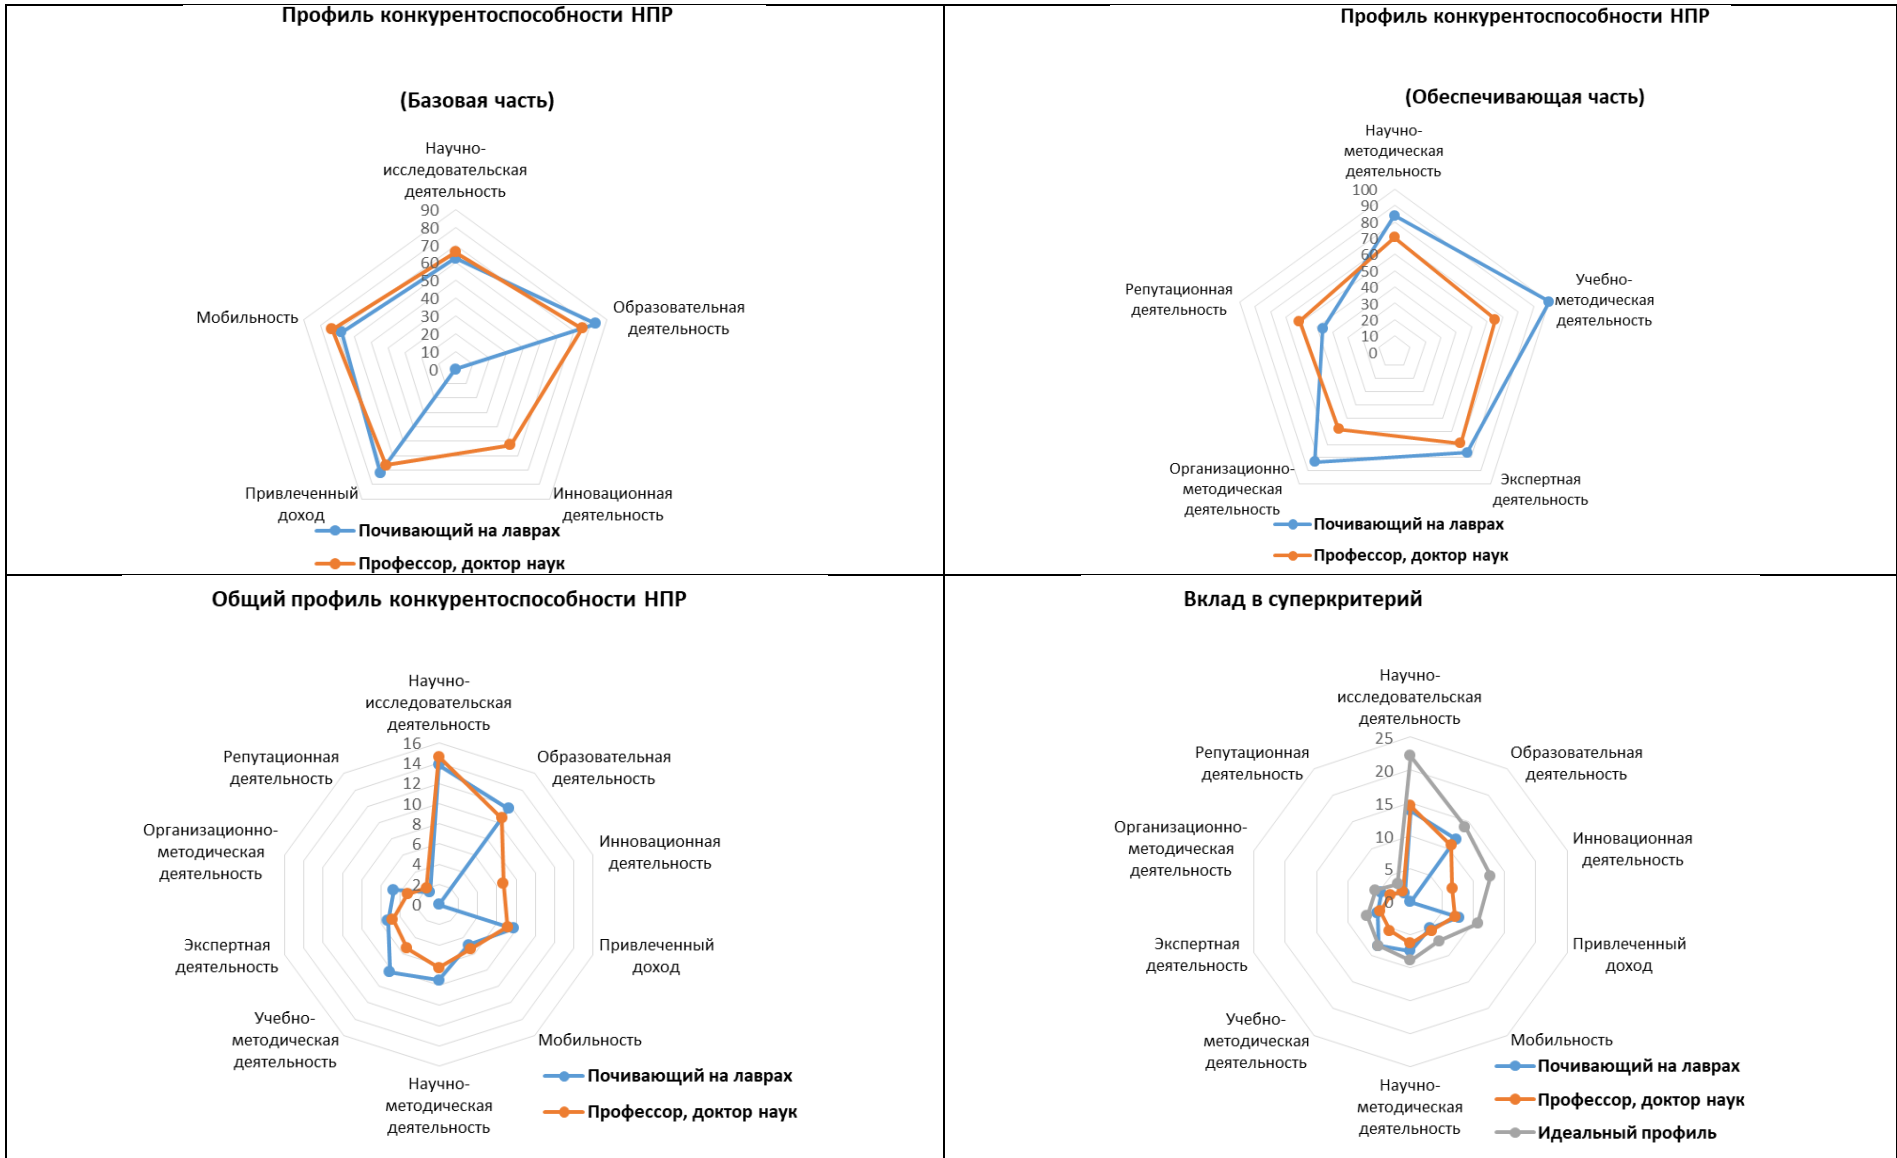 Профиль конкурентоспособности НПР
(Базовая часть)
Научно-
исследовательская
деятельность
90
80
70
60
50
40
30
20
10
0
Образовательная
деятельность
Инновационная
деятельность
Привлеченный
доход
Мобильность
Почивающий на лаврах
Профессор, доктор наук
Профиль конкурентоспособности НПР
(Обеспечивающая часть)
Научно-
методическая
деятельность
100
90
80
70
60
50
40
30
20
10
0
Учебно-
методическая
деятельность
Экспертная
деятельность
Организационно-
методическая
деятельность
Репутационная
деятельность
Почивающий на лаврах
Профессор, доктор наук
Общий профиль конкурентоспособности НПР
Научно-
исследовательская
деятельность
16
14
12
10
8
6
4
2
0
Образовательная
деятельность
Инновационная
деятельность
Привлеченный
доход
Мобильность
Научно-
методическая
деятельность
Учебно-
методическая
деятельность
Экспертная
деятельность
Организационно-
методическая
деятельность
Репутационная
деятельность
Почивающий на лаврах
Профессор, доктор наук
Вклад в суперкритерий
Научно-
исследовательская
деятельность
25
20
15
10
5
0
Образовательная
деятельность
Инновационная
деятельность
Привлеченный
доход
Мобильность
Научно-
методическая
деятельность
Учебно-
методическая
деятельность
Экспертная
деятельность
Организационно-
методическая
деятельность
Репутационная
деятельность
Почивающий на лаврах
Профессор, доктор наук
Идеальный профиль